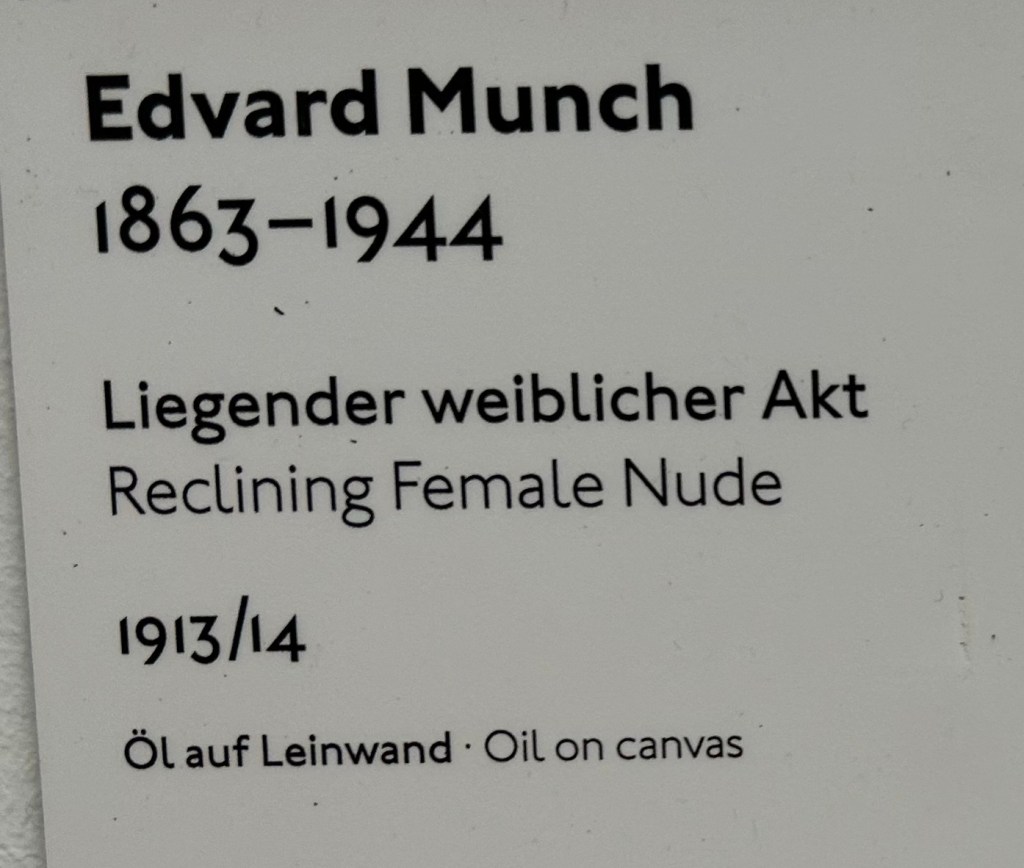 Edvard Munch
1863–1944
Liegender weiblicher Akt
Reclining Female Nude
1913/14
Öl auf Leinwand · Oil on canvas